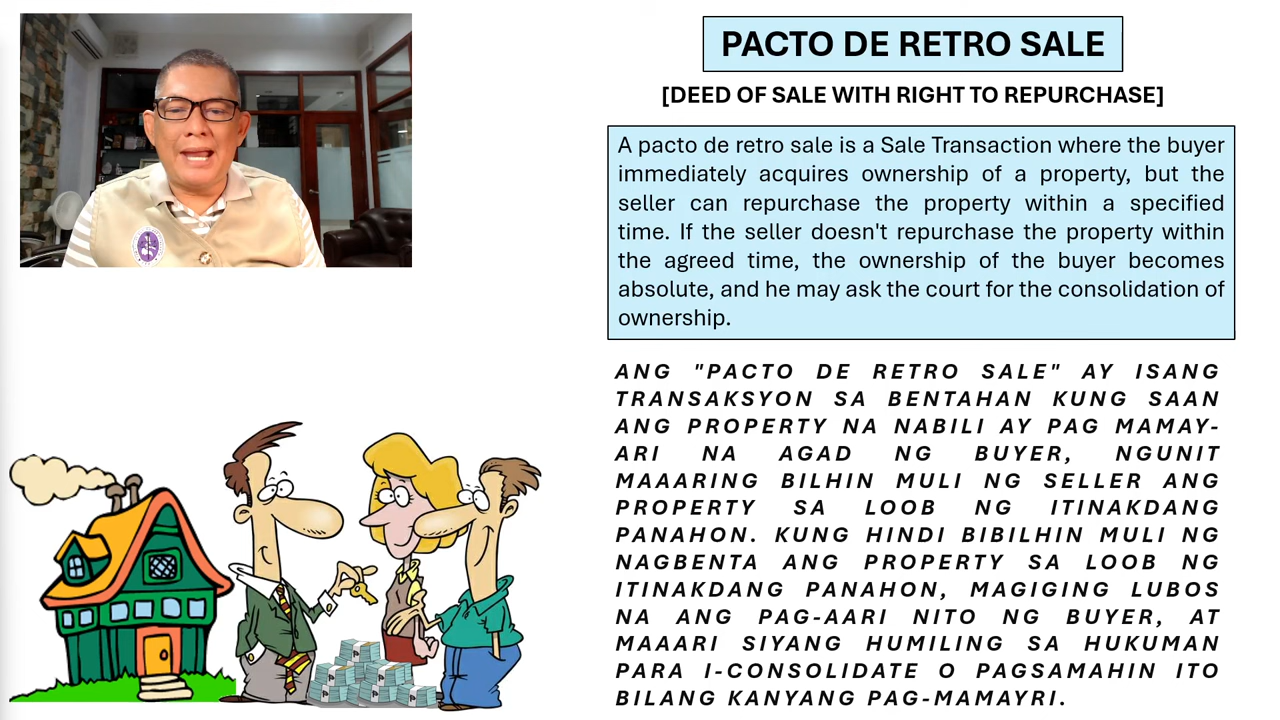 PACTO DE RETRO SALE
[DEED OF SALE WITH RIGHT TO REPURCHASE]
A pacto de retro sale is a Sale Transaction where the buyer
immediately acquires ownership of a property, but the
seller can repurchase the property within a specified
time. If the seller doesn't repurchase the property within
the agreed time, the ownership of the buyer becomes
absolute, and he may ask the court for the consolidation of
ownership.
ANG "PACTO DE RETRO SALE" AY ISANG
TRANSAKSYON SA BENTAHAN KUNG SAAN
ANG PROPERTY NA NABILI AY PAG MAMAY-
ARI NA AGAD NG BUYER, NGUNIT
MAAARING BILHIN MULI NG SELLER ANG
PROPERTY SA LOOB NG ITINAKDANG
PANAHON. KUNG HINDI BIBILHIN MULI NG
NAGBENTA ANG PROPERTY SA LOOB NG
ITINAKDANG PANAHON, MAGIGING LUBOS
NA ANG PAG-AARI NITO NG BUYER, AT
MAAARI SIYANG HUMILING SA HUKUMAN
PARA I-CONSOLIDATE O PAGSAMAHIN ITO
BILANG KANYANG PAG-MAMAYRI.